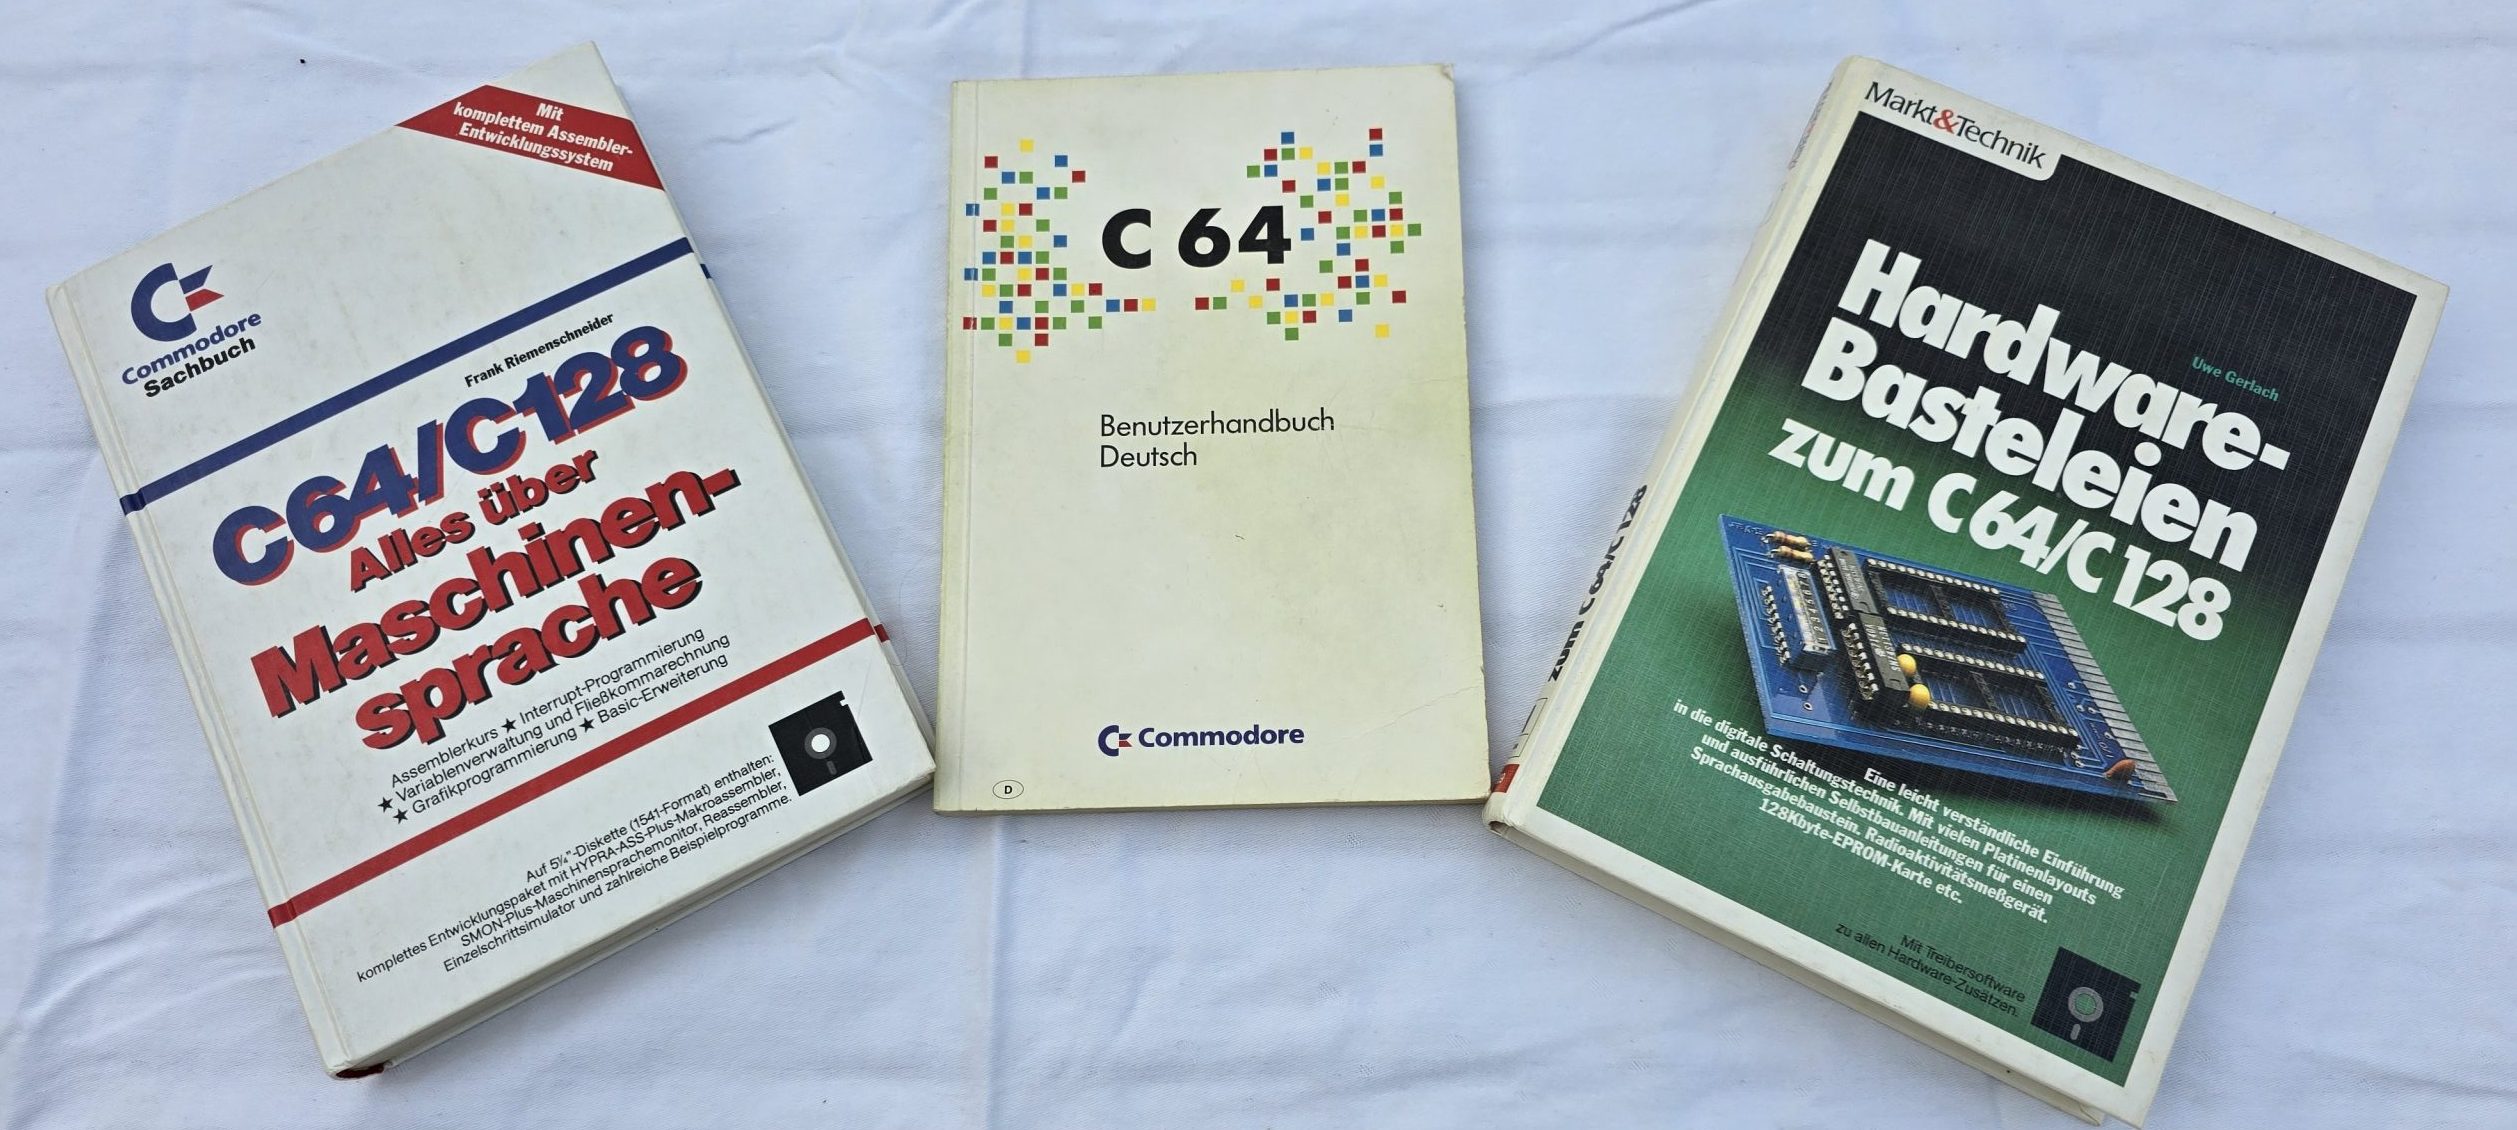 Mit
komplettem Assembler-
Entwicklungssystem
Commodore
Sachbuch
Frank Riemenschneider
C64/C128
Alles über
Maschinen-
sprache
Assemblerkurs ★ Interrupt-Programmierung
★ Variablenverwaltung und Fließkommarechnung
★ Grafikprogrammierung ★ Basic-Erweiterung
Auf 5¼"-Diskette (1541-Format) enthalten:
komplettes Entwicklungspaket mit HYPRA-ASS-Plus-Makroassembler,
SMON-Plus-Maschinensprachemonitor, Reassembler,
Einzelschrittsimulator und zahlreiche Beispielprogramme.
C 64
Benutzerhandbuch
Deutsch
Commodore
D
Markt&Technik
Uwe Gerlach
Hardware-
Basteleien
zum C64/C128
Eine leicht verständliche Einführung
in die digitale Schaltungstechnik. Mit vielen Platinenlayouts
und ausführlichen Selbstbauanleitungen für einen
Sprachausgabebaustein. Radioaktivitätsmeßgerät.
128Kbyte-EPROM-Karte etc.
Mit Treibersoftware
zu allen Hardware-Zusätzen.
zum C64/C128